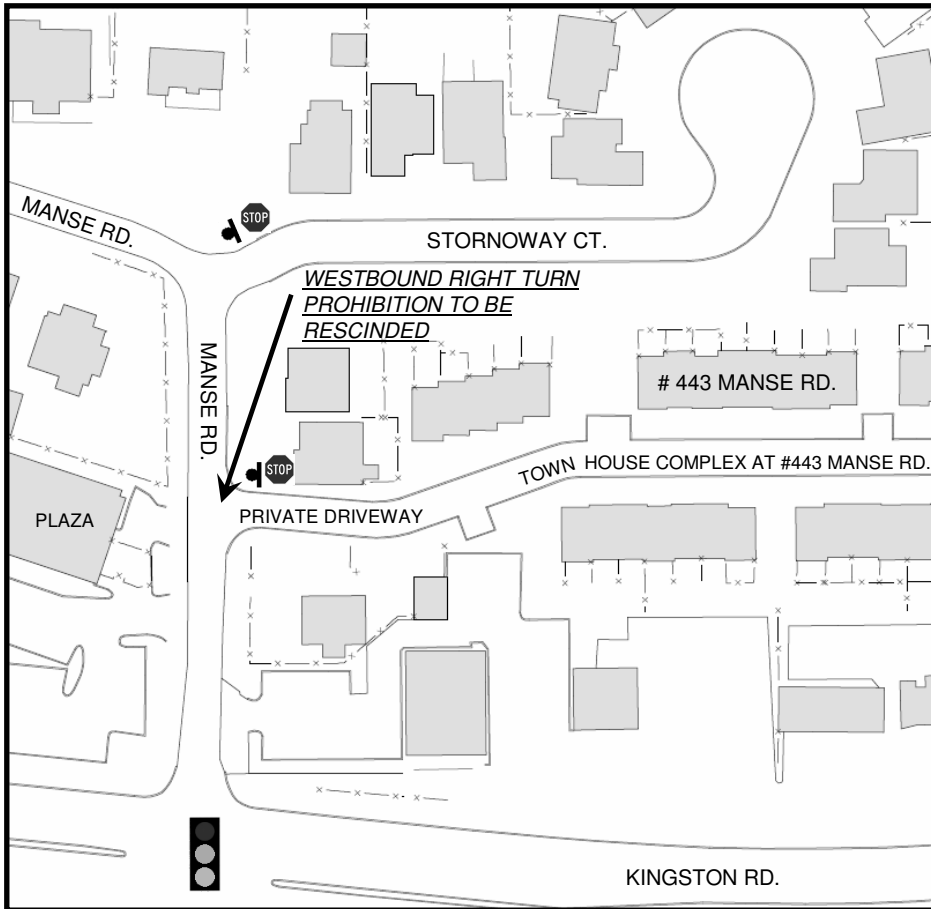 MANSE RD.
STOP
STORNOWAY CT.
WESTBOUND RIGHT TURN
PROHIBITION TO BE
RESCINDED
MANSE RD.
# 443 MANSE RD.
STOP
TOWN HOUSE COMPLEX AT #443 MANSE RD.
PLAZA
PRIVATE DRIVEWAY
KINGSTON RD.